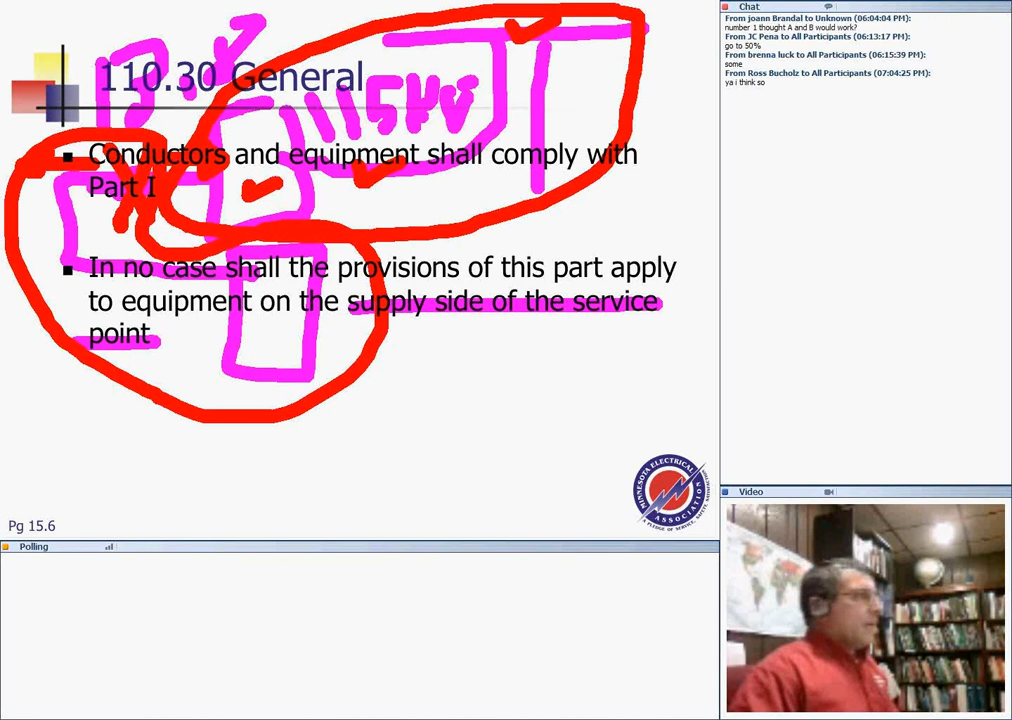 110.30 General
115kv
Conductors and equipment shall comply with
Part I
In no case shall the provisions of this part apply
to equipment on the supply side of the service
point
MINNESOTA ELECTRICAL
ASSOCIATION
Pg 15.6
Polling
Chat
From joann Brandal to Unknown (06:04:04 PM):
number 1 thought A and B would work?
From JC Pena to All Participants (06:13:17 PM):
go to 50%
From brenna luck to All Participants (06:15:39 PM):
some
From Ross Bucholz to All Participants (07:04:25 PM):
ya i think so
Video